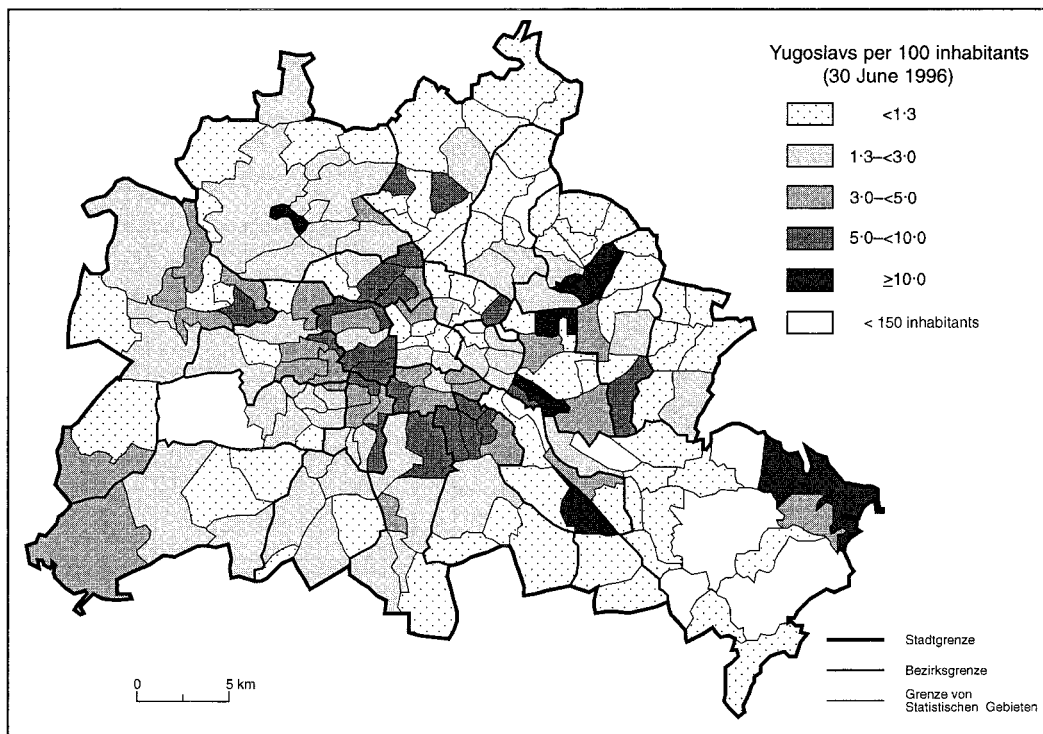 Yugoslavs per 100 inhabitants
(30 June 1996)
<1·3
1·3–<3·0
3·0–<5·0
5·0–<10·0
≥10·0
< 150 inhabitants
Stadtgrenze
Bezirksgrenze
Grenze von
Statistischen Gebieten
0 5 km